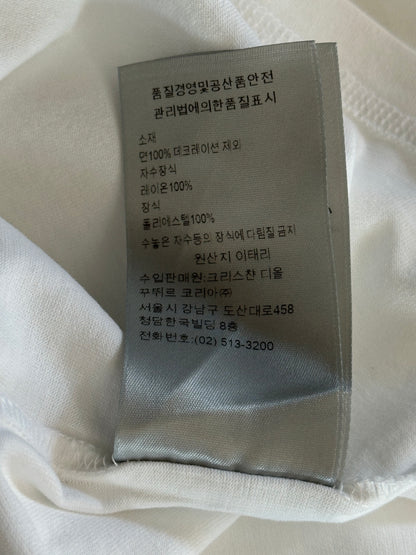 품질경영및공산품안전
관리법에의한품질표시
소재
면100% 데크레이션 제외
자수장식
레이온100%
장식
폴리에스텔100%
수놓은 자수등의 장식에 다림질 금지
원산지 이태리
수입판매원:크리스챤 디올
꾸뛰르 코리아㈜
서울시 강남구 도산대로458
청담한국빌딩 8층
전화번호:(02) 513-3200